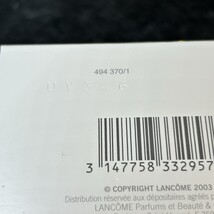 494 370/1
3 147758 332957
© COPYRIGHT LANCÔME 2003
Distribution réservée aux dépositaires agréés
LANCÔME Parfums et Beauté &